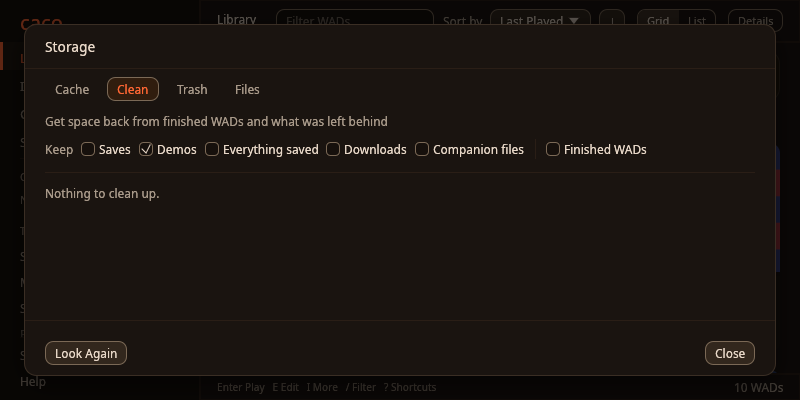 caco
Library
Filter WADs
Sort by
Last Played
Grid
List
Details
Storage
Cache
Clean
Trash
Files
Get space back from finished WADs and what was left behind
Keep
Saves
Demos
Everything saved
Downloads
Companion files
Finished WADs
Nothing to clean up.
Look Again
Close
Help
Enter Play E Edit I More / Filter ? Shortcuts
10 WADs